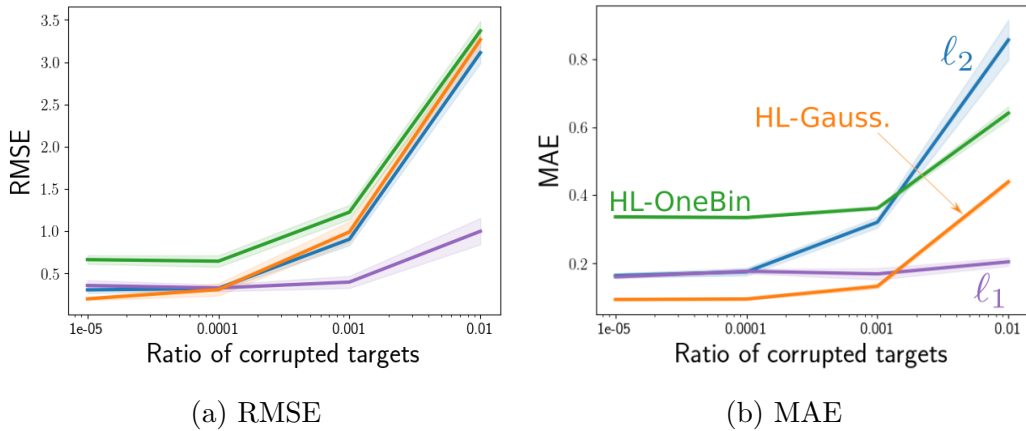 3.5
3.0
2.5
2.0
1.5
1.0
0.5
RMSE
1e-05 0.0001 0.001 0.01
Ratio of corrupted targets
(a) RMSE
0.8
0.6
0.4
0.2
MAE
ℓ2
HL-Gauss.
HL-OneBin
ℓ1
1e-05 0.0001 0.001 0.01
Ratio of corrupted targets
(b) MAE